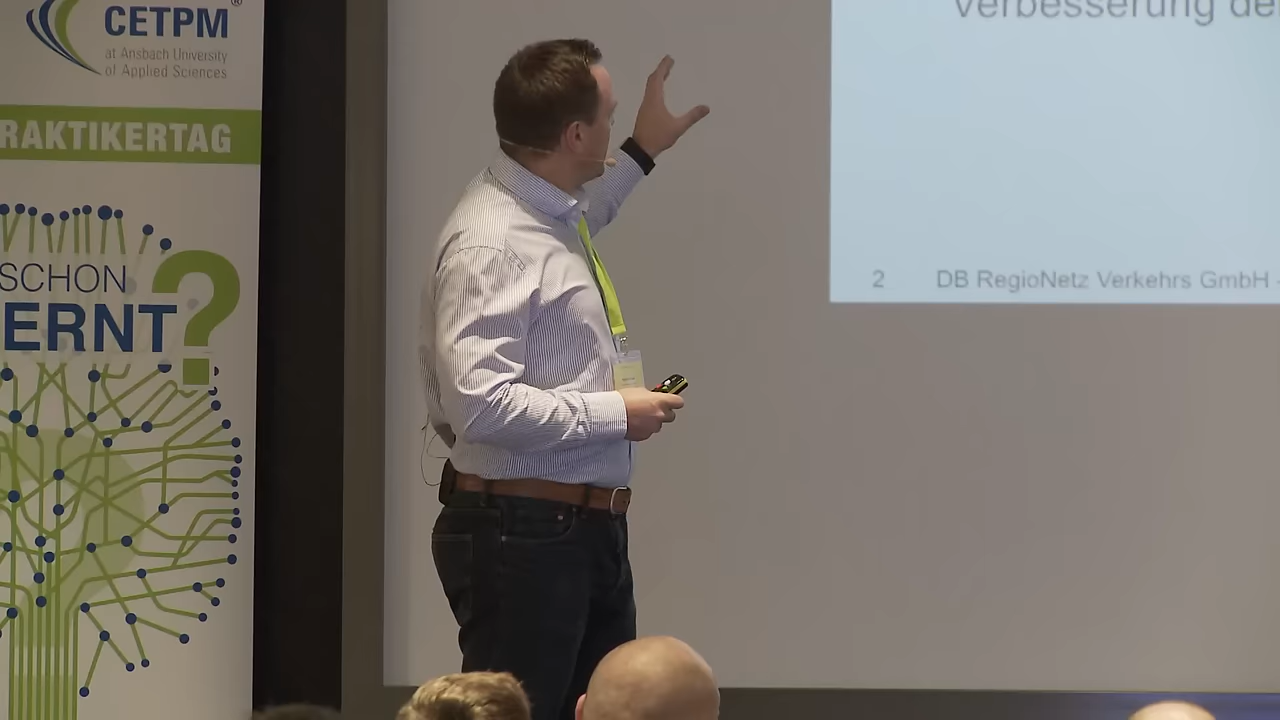 CETPM®
at Ansbach University
of Applied Sciences
RAKTIKERTAG
SCHON
ERNT?
Verbesserung de
2 DB RegioNetz Verkehrs GmbH -